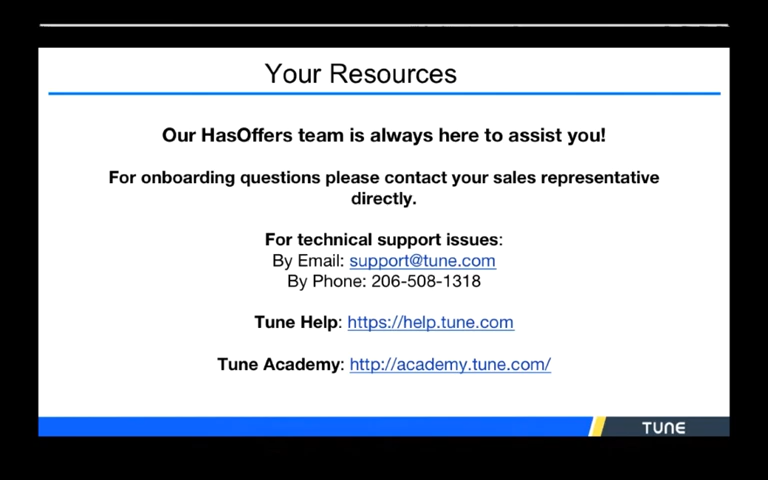 Your Resources
Our HasOffers team is always here to assist you!
For onboarding questions please contact your sales representative
directly.
For technical support issues:
By Email: support@tune.com
By Phone: 206-508-1318
Tune Help: https://help.tune.com
Tune Academy: http://academy.tune.com/
TUNE